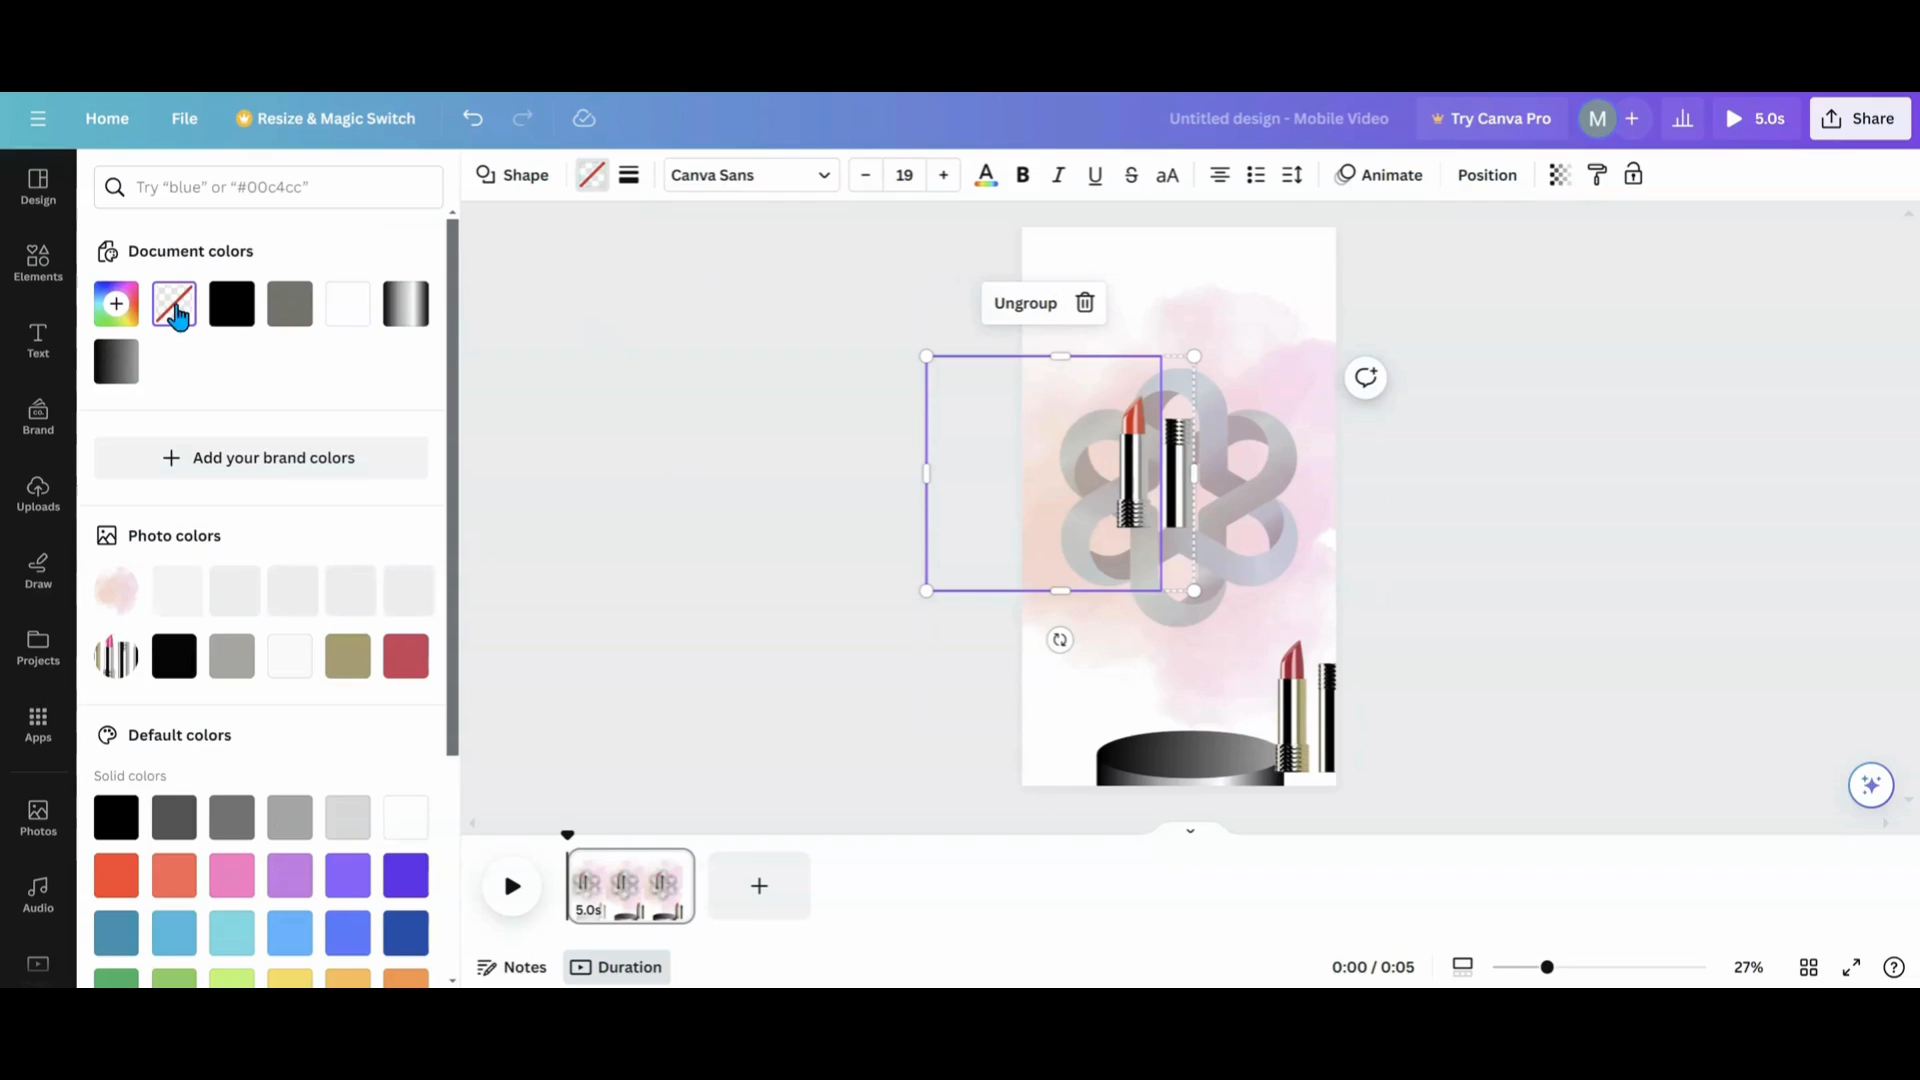 Home
File
Resize & Magic Switch
Untitled design - Mobile Video
Try Canva Pro
M
5.0s
Share
Design
Elements
Text
Brand
Uploads
Draw
Projects
Apps
Photos
Audio
Try “blue” or “#00c4cc”
Document colors
Add your brand colors
Photo colors
Default colors
Solid colors
Shape
Canva Sans
19
A
B
I
U
S
aA
Animate
Position
Ungroup
5.0s
Notes
Duration
0:00 / 0:05
27%